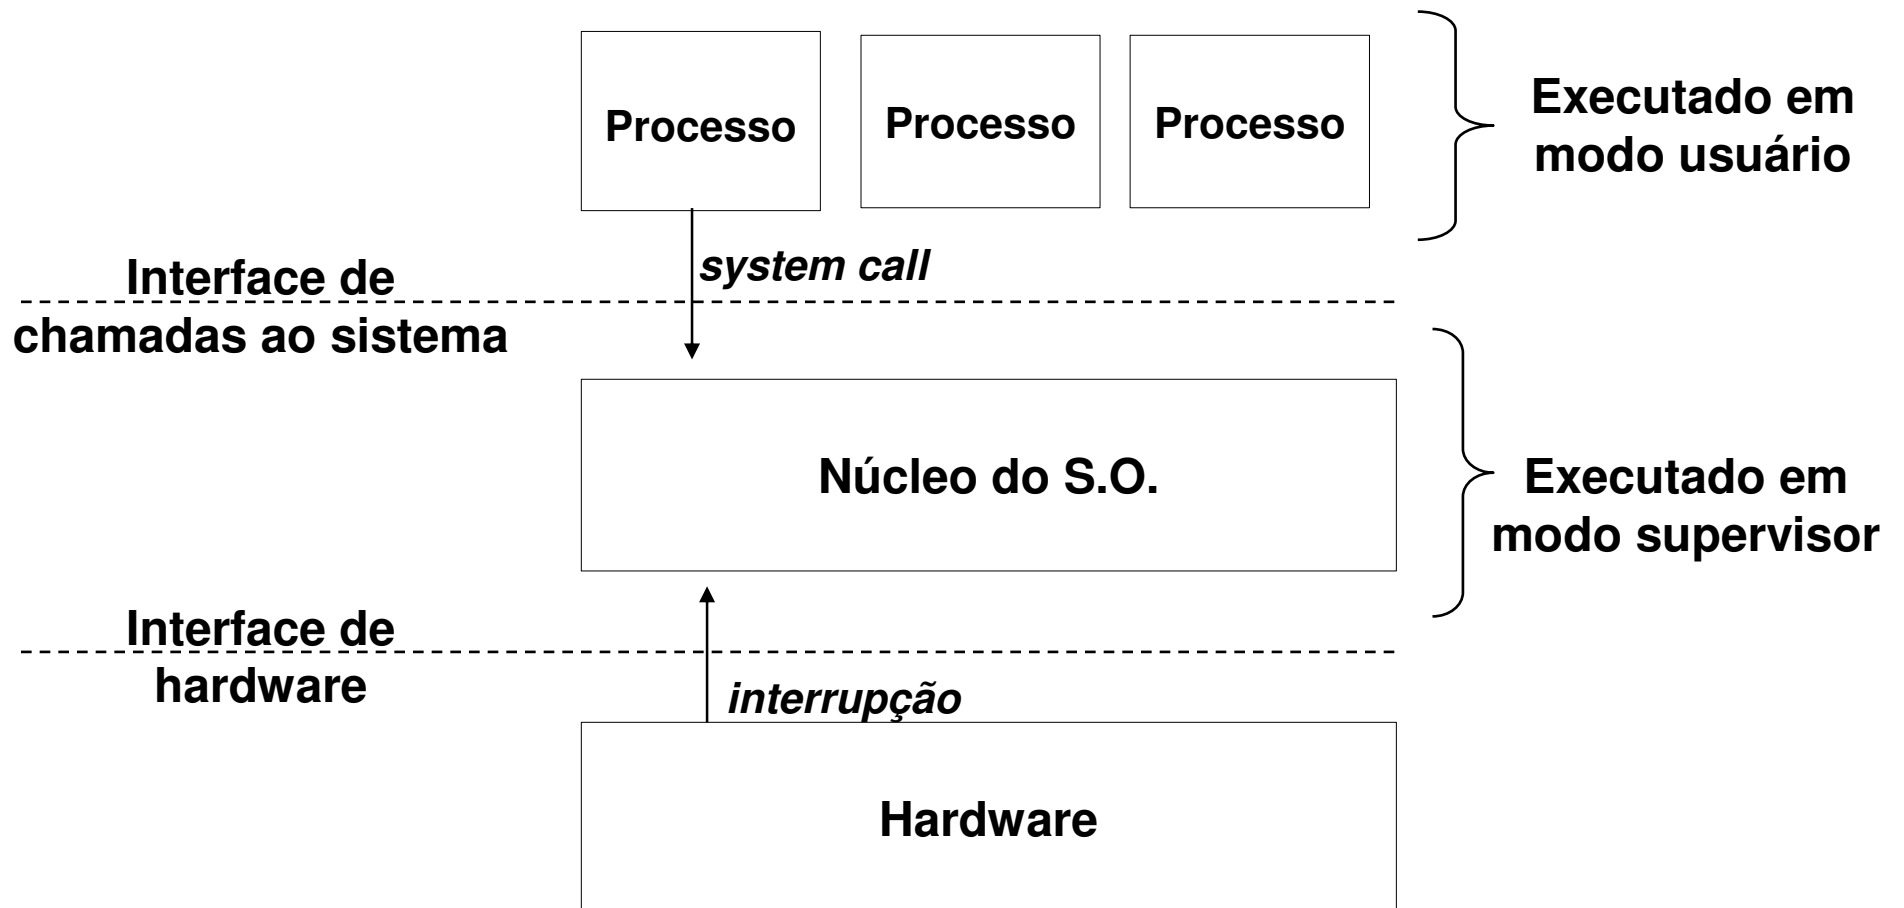 Processo
Processo
Processo
Executado em
modo usuário
system call
Interface de
chamadas ao sistema
Núcleo do S.O.
Executado em
modo supervisor
Interface de
hardware
interrupção
Hardware